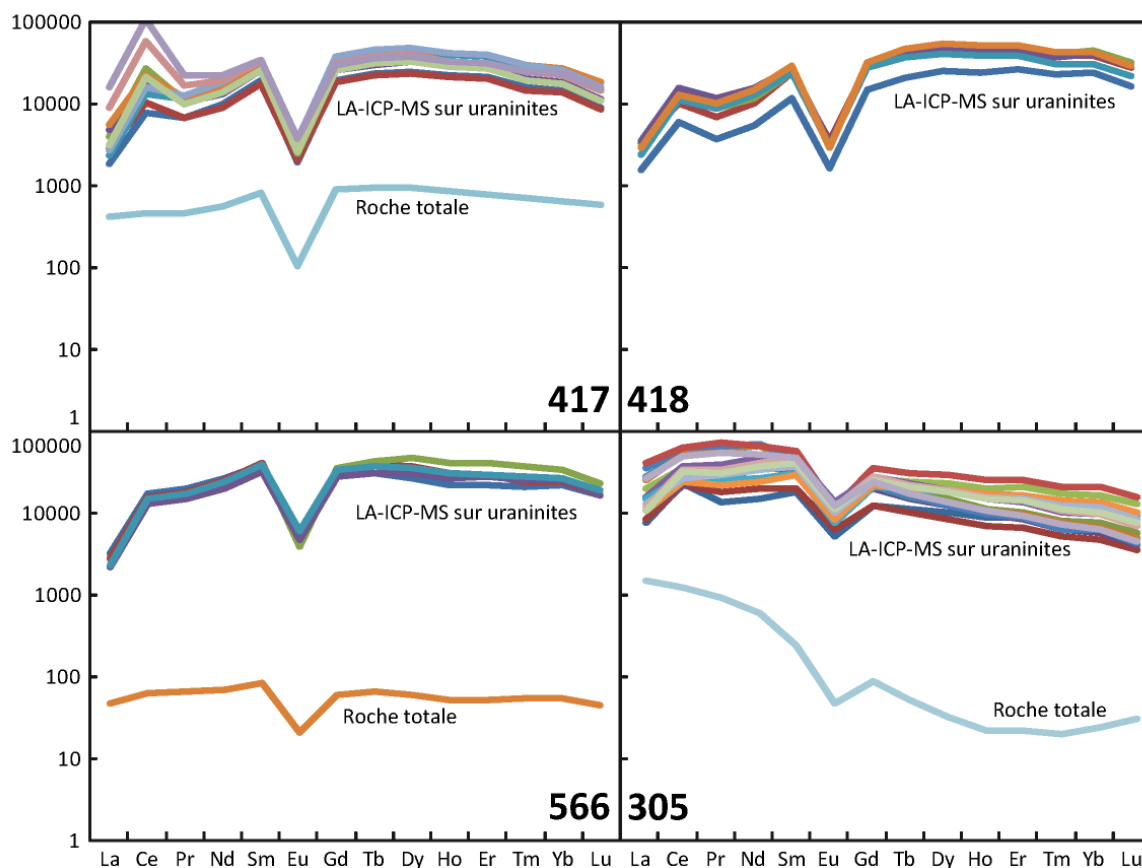 100000
10000
1000
100
10
1
LA-ICP-MS sur uraninites
Roche totale
417
LA-ICP-MS sur uraninites
418
100000
10000
1000
100
10
1
LA-ICP-MS sur uraninites
Roche totale
566
LA-ICP-MS sur uraninites
Roche totale
305
La Ce Pr Nd Sm Eu Gd Tb Dy Ho Er Tm Yb Lu La Ce Pr Nd Sm Eu Gd Tb Dy Ho Er Tm Yb Lu